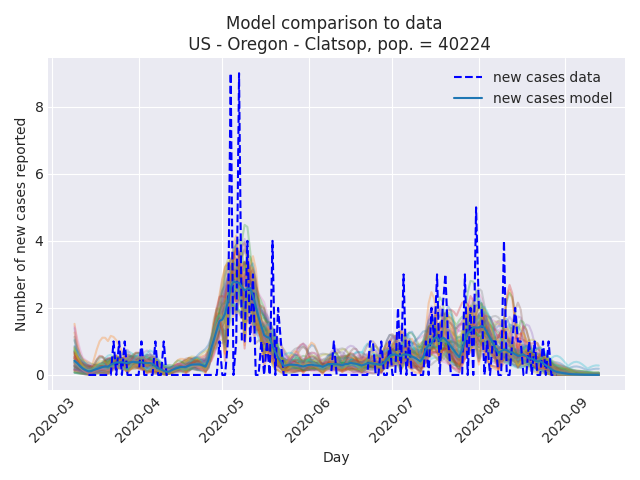 Model comparison to data
US - Oregon - Clatsop, pop. = 40224
new cases data
new cases model
Number of new cases reported
8
6
4
2
0
2020-03
2020-04
2020-05
2020-06
2020-07
2020-08
2020-09
Day